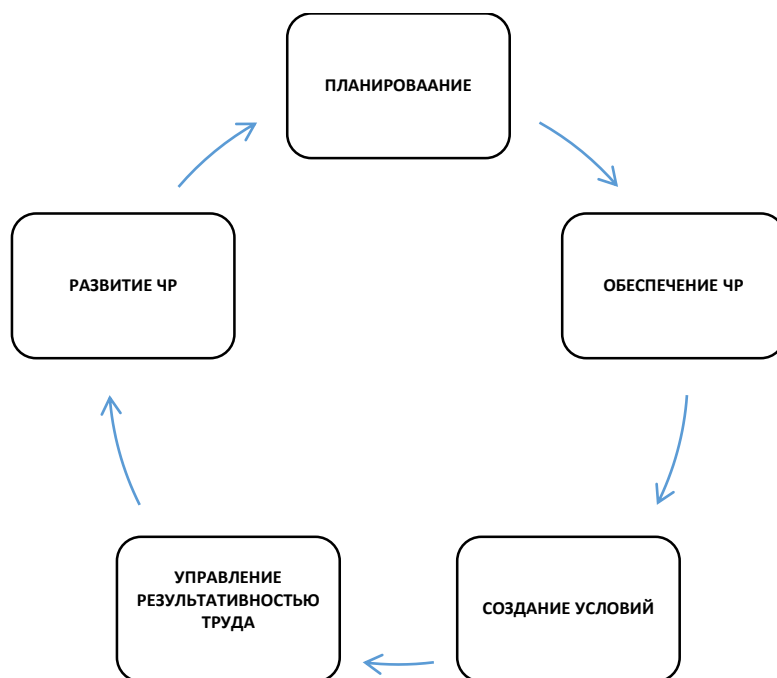 ПЛАНИРОВААНИЕ
ОБЕСПЕЧЕНИЕ ЧР
СОЗДАНИЕ УСЛОВИЙ
УПРАВЛЕНИЕ
РЕЗУЛЬТАТИВНОСТЬЮ
ТРУДА
РАЗВИТИЕ ЧР